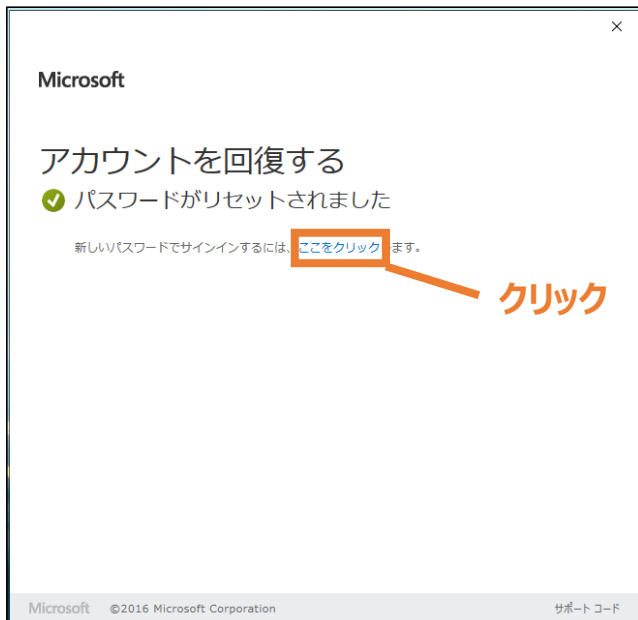 ×
Microsoft
アカウントを回復する
パスワードがリセットされました
新しいパスワードでサインインするには、ここをクリック ます。
クリック
Microsoft ©2016 Microsoft Corporation サポート コード